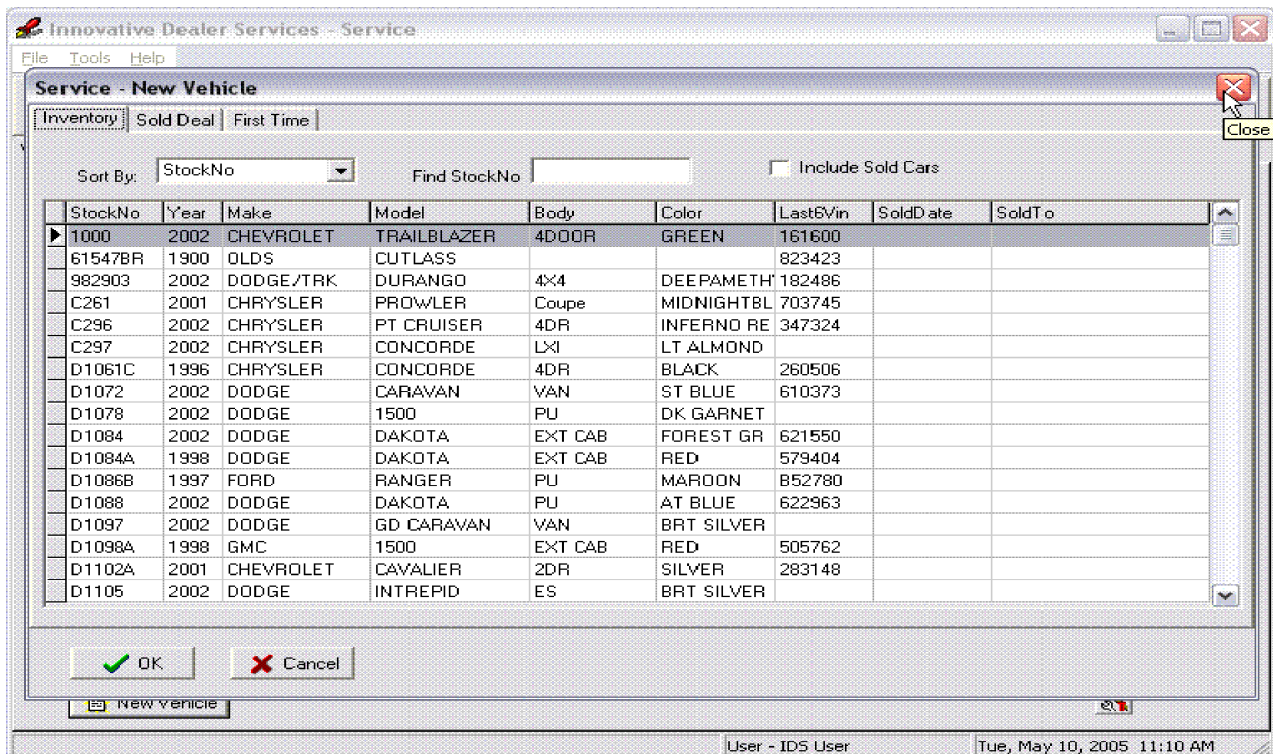 Innovative Dealer Services - Service
File Tools Help
Service - New Vehicle
Close
Inventory Sold Deal First Time
Sort By: StockNo Find StockNo Include Sold Cars
StockNo Year Make Model Body Color Last6Vin SoldDate SoldTo
1000 2002 CHEVROLET TRAILBLAZER 4DOOR GREEN 161600
61547BR 1900 OLDS CUTLASS 823423
982903 2002 DODGE/TRK DURANGO 4X4 DEEPAMETH 182486
C261 2001 CHRYSLER PROWLER Coupe MIDNIGHTBL 703745
C296 2002 CHRYSLER PT CRUISER 4DR INFERNO RE 347324
C297 2002 CHRYSLER CONCORDE LXI LT ALMOND
D1061C 1996 CHRYSLER CONCORDE 4DR BLACK 260506
D1072 2002 DODGE CARAVAN VAN ST BLUE 610373
D1078 2002 DODGE 1500 PU DK GARNET
D1084 2002 DODGE DAKOTA EXT CAB FOREST GR 621550
D1084A 1998 DODGE DAKOTA EXT CAB RED 579404
D1086B 1997 FORD RANGER PU MAROON B52780
D1088 2002 DODGE DAKOTA PU AT BLUE 622963
D1097 2002 DODGE GD CARAVAN VAN BRT SILVER
D1098A 1998 GMC 1500 EXT CAB RED 505762
D1102A 2001 CHEVROLET CAVALIER 2DR SILVER 283148
D1105 2002 DODGE INTREPID ES BRT SILVER
OK Cancel
New Vehicle
User - IDS User Tue, May 10, 2005 11:10 AM